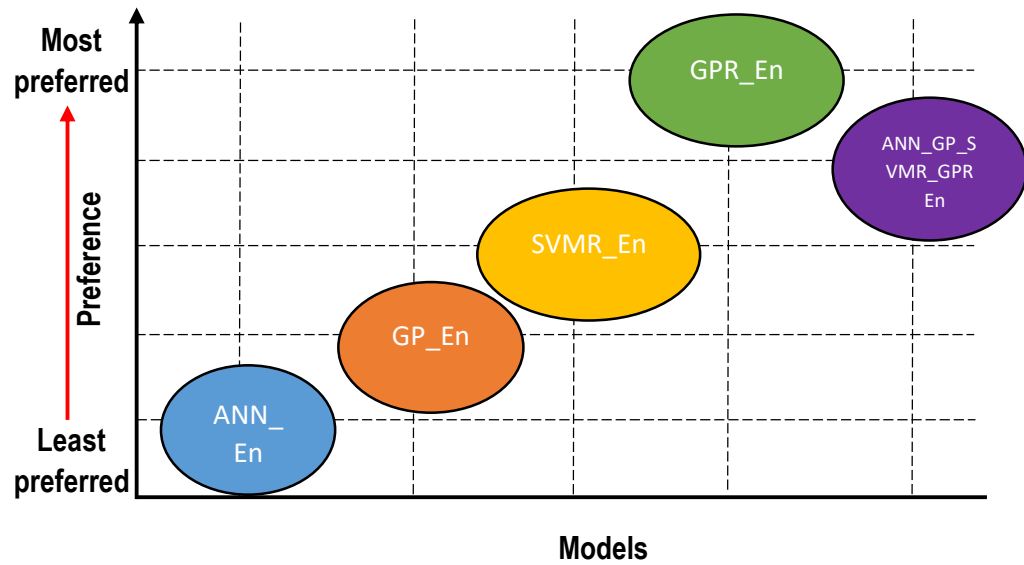 Most
preferred
Preference
Least
preferred
GPR_En
ANN_GP_S
VMR_GPR
En
SVMR_En
GP_En
ANN_
En
Models